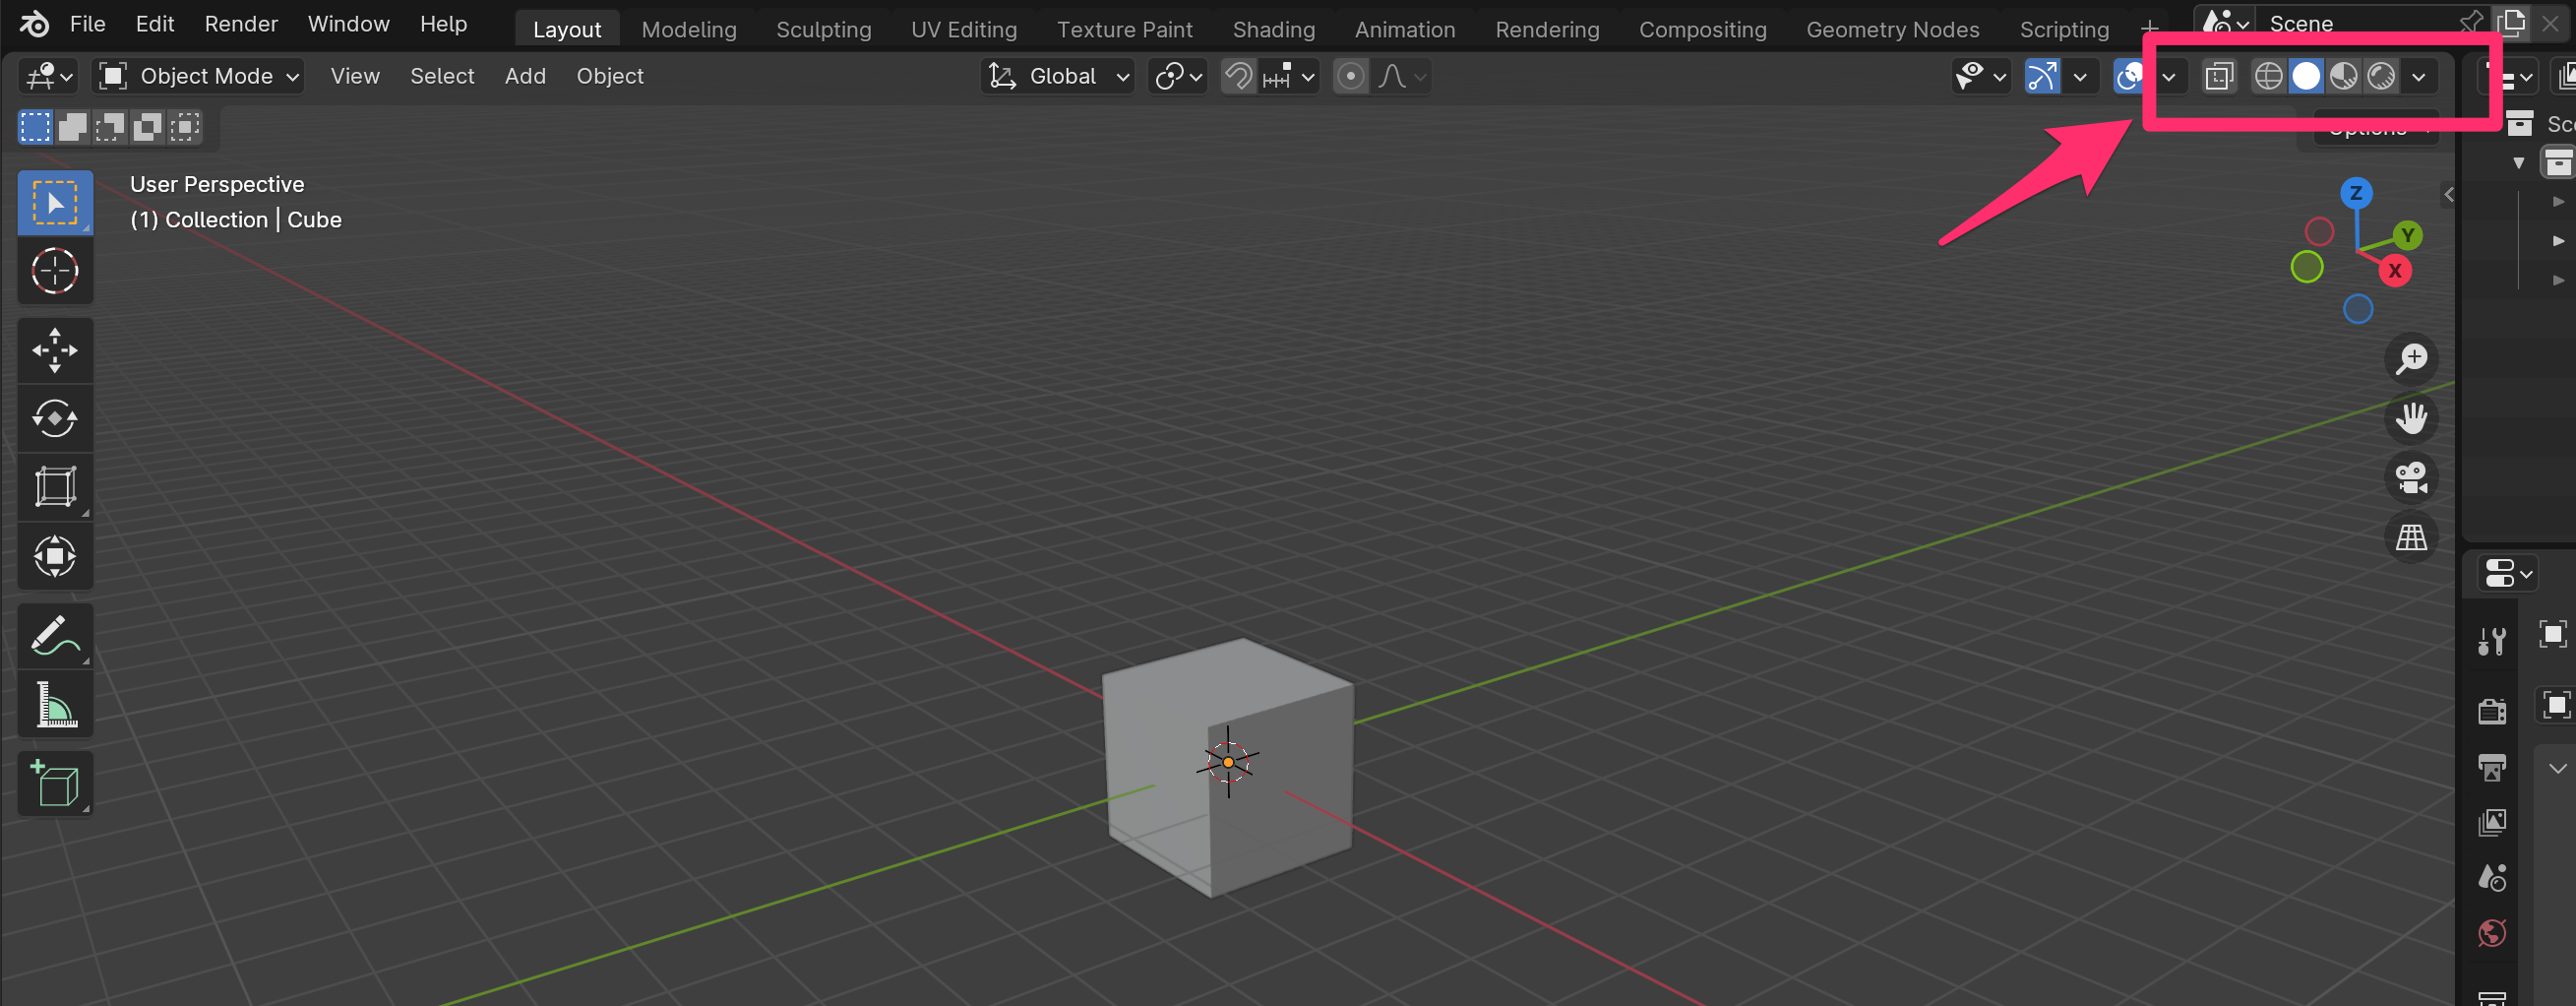 File Edit Render Window Help Layout Modeling Sculpting UV Editing Texture Paint Shading Animation Rendering Compositing Geometry Nodes Scripting + Scene
Object Mode View Select Add Object Global
Options
User Perspective
(1) Collection | Cube
Z
Y
X